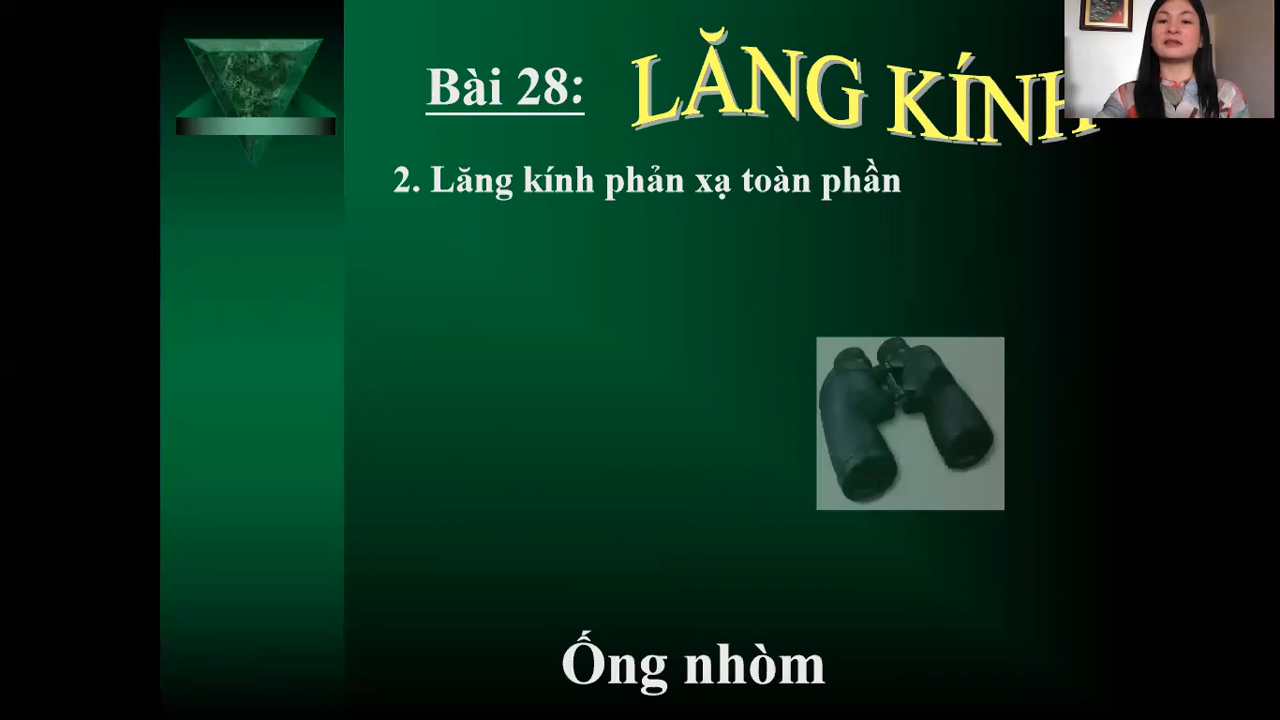 Bài 28:
LĂNG KÍNH
2. Lăng kính phản xạ toàn phần
Ống nhòm